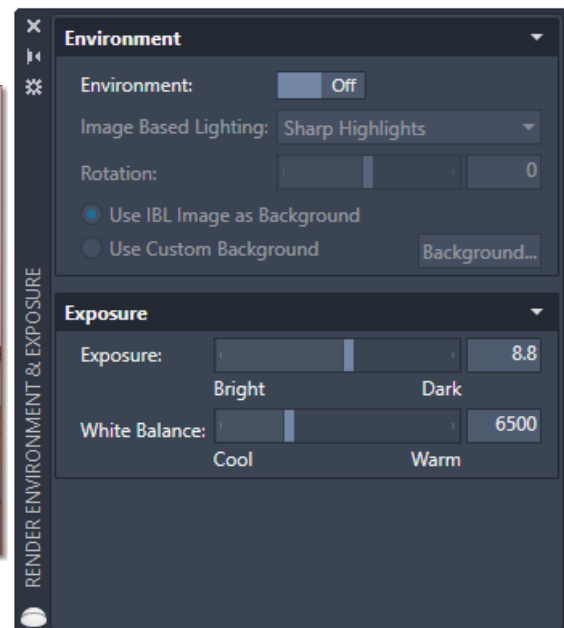 Environment
Environment: Off
Image Based Lighting: Sharp Highlights
Rotation: 0
Use IBL Image as Background
Use Custom Background Background...
Exposure
Exposure: 8.8
Bright Dark
White Balance: 6500
Cool Warm
RENDER ENVIRONMENT & EXPOSURE